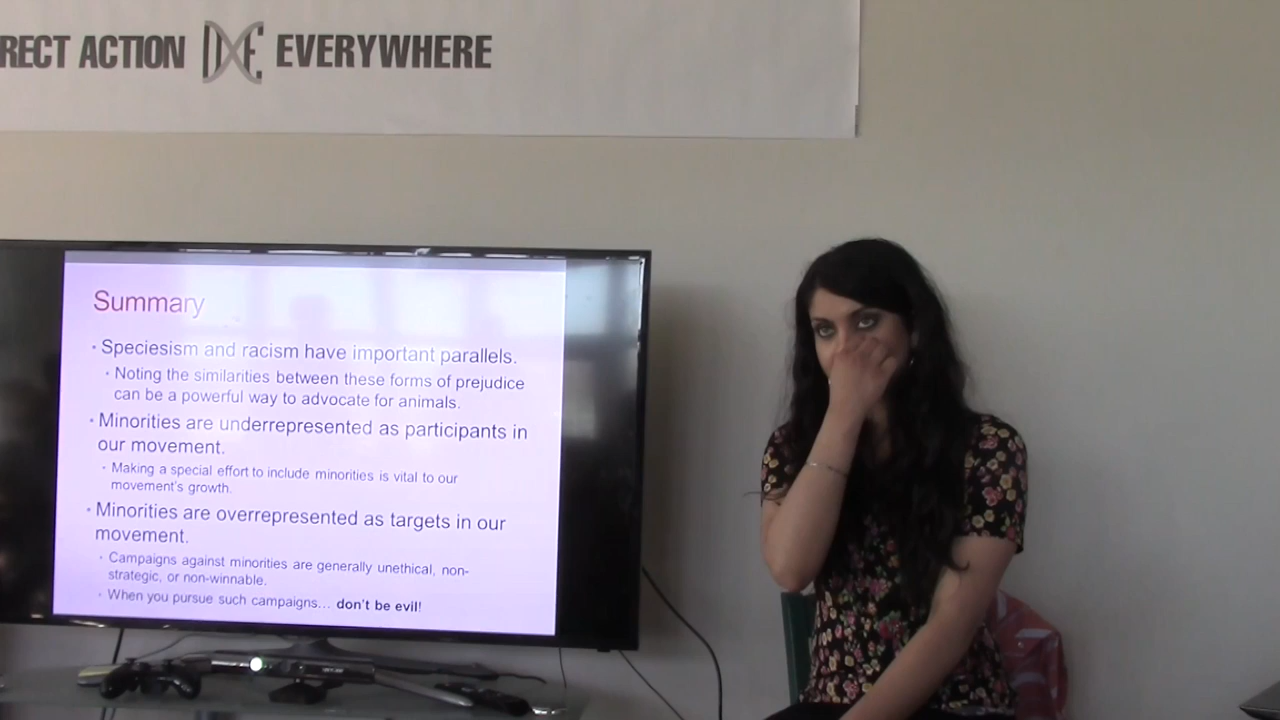 RECT ACTION DXE EVERYWHERE
Summary
• Speciesism and racism have important parallels.
• Noting the similarities between these forms of prejudice
can be a powerful way to advocate for animals.
• Minorities are underrepresented as participants in
our movement.
• Making a special effort to include minorities is vital to our
movement's growth.
• Minorities are overrepresented as targets in our
movement.
• Campaigns against minorities are generally unethical, non-
strategic, or non-winnable.
• When you pursue such campaigns... don't be evil!